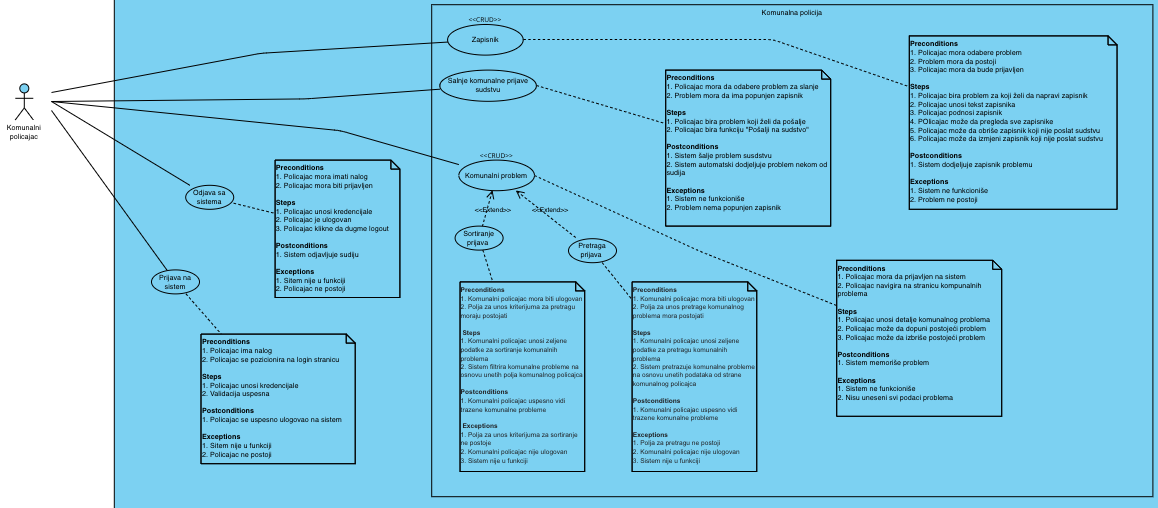 Komunalna policija
<<CRUD>>
Zapisnik
Salnje komunalne prijave
sudstvu
<<CRUD>>
Komunalni problem
<<Extend>>
<<Extend>>
Sortiranje
prijava
Pretraga
prijava
Komunalni
policajac
Odjava sa
sistema
Prijava na
sistem
Preconditions
1. Policajac mora imati nalog
2. Policajac mora biti prijavljen
Steps
1. Policajac unosi kredencijale
2. Policajac je ulogovan
3. Policajac klikne da dugme logout
Postconditions
1. Sistem odjavljuje sudiju
Exceptions
1. Sitem nije u funkciji
2. Policajac ne postoji
Preconditions
1. Policajac ima nalog
2. Policajac se pozicionira na login stranicu
Steps
1. Policajac unosi kredencijale
2. Validacija uspesna
Postconditions
1. Policajac se uspesno ulogovao na sistem
Exceptions
1. Sitem nije u funkciji
2. Policajac ne postoji
Preconditions
1. Komunalni policajac mora biti ulogovan
2. Polja za unos kriterijuma za pretragu
moraju postojati
Steps
1. Komunalni policajac unosi zeljene
podatke za sortiranje komunalnih
problema
2. Sistem filtrira komunalne probleme na
osnovu unetih polja komunalnog policajca
Postconditions
1. Komunalni policajac uspesno vidi
trazene komunalne probleme
Exceptions
1. Polja za unos kriterijuma za sortiranje
ne postoje
2. Komunalni policajac nije ulogovan
3. Sistem nije u funkciji
Preconditions
1. Komunalni policajac mora biti ulogovan
2. Polja za unos pretrage komunalnog
problema mora postojati
Steps
1. Komunalni policajac unosi zeljene
podatke za pretragu komunalnih
problema
2. Sistem pretrazuje komunalne probleme
na osnovu unetih podataka od strane
komunalnog policajca
Postconditions
1. Komunalni policajac uspesno vidi
trazene komunalne probleme
Exceptions
1. Polja za pretragu ne postoji
2. Komunalni policajac nije ulogovan
3. Sistem nije u funkciji
Preconditions
1. Policajac mora da odabere problem za slanje
2. Problem mora da ima popunjen zapisnik
Steps
1. Policajac bira problem koji želi da pošalje
2. Policajac bira funkciju "Pošalji na sudstvo"
Postconditions
1. Sistem šalje problem susdstvu
2. Sistem automatski dodjeljuje problem nekom od
sudija
Exceptions
1. Sistem ne funkcioniše
2. Problem nema popunjen zapisnik
Preconditions
1. Policajac mora odabere problem
2. Problem mora da postoji
3. Policajac mora da bude prijavljen
Steps
1. Policajac bira problem za koji želi da napravi zapisnik
2. Policajac unosi tekst zapisnika
3. Policajac podnosi zapisnik
4. POlicajac može da pregleda sve zapisnike
5. Policajac može da obriše zapisnik koji nije poslat sudstvu
6. Policajac može da izmjeni zapisnik koji nije poslat sudstvu
Postconditions
1. Sistem dodjeljuje zapisnik problemu
Exceptions
1. Sistem ne funkcioniše
2. Problem ne postoji
Preconditions
1. Policajac mora da prijavljen na sistem
2. Policajac navigira na stranicu kompunalnih
problema
Steps
1. Policajac unosi detalje komunalnog problema
2. Policajac može da dopuni postojeći problem
3. Policajac može da izbriše postojeći problem
Postconditions
1. Sistem memoriše problem
Exceptions
1. Sistem ne funkcioniše
2. Nisu uneseni svi podaci problema